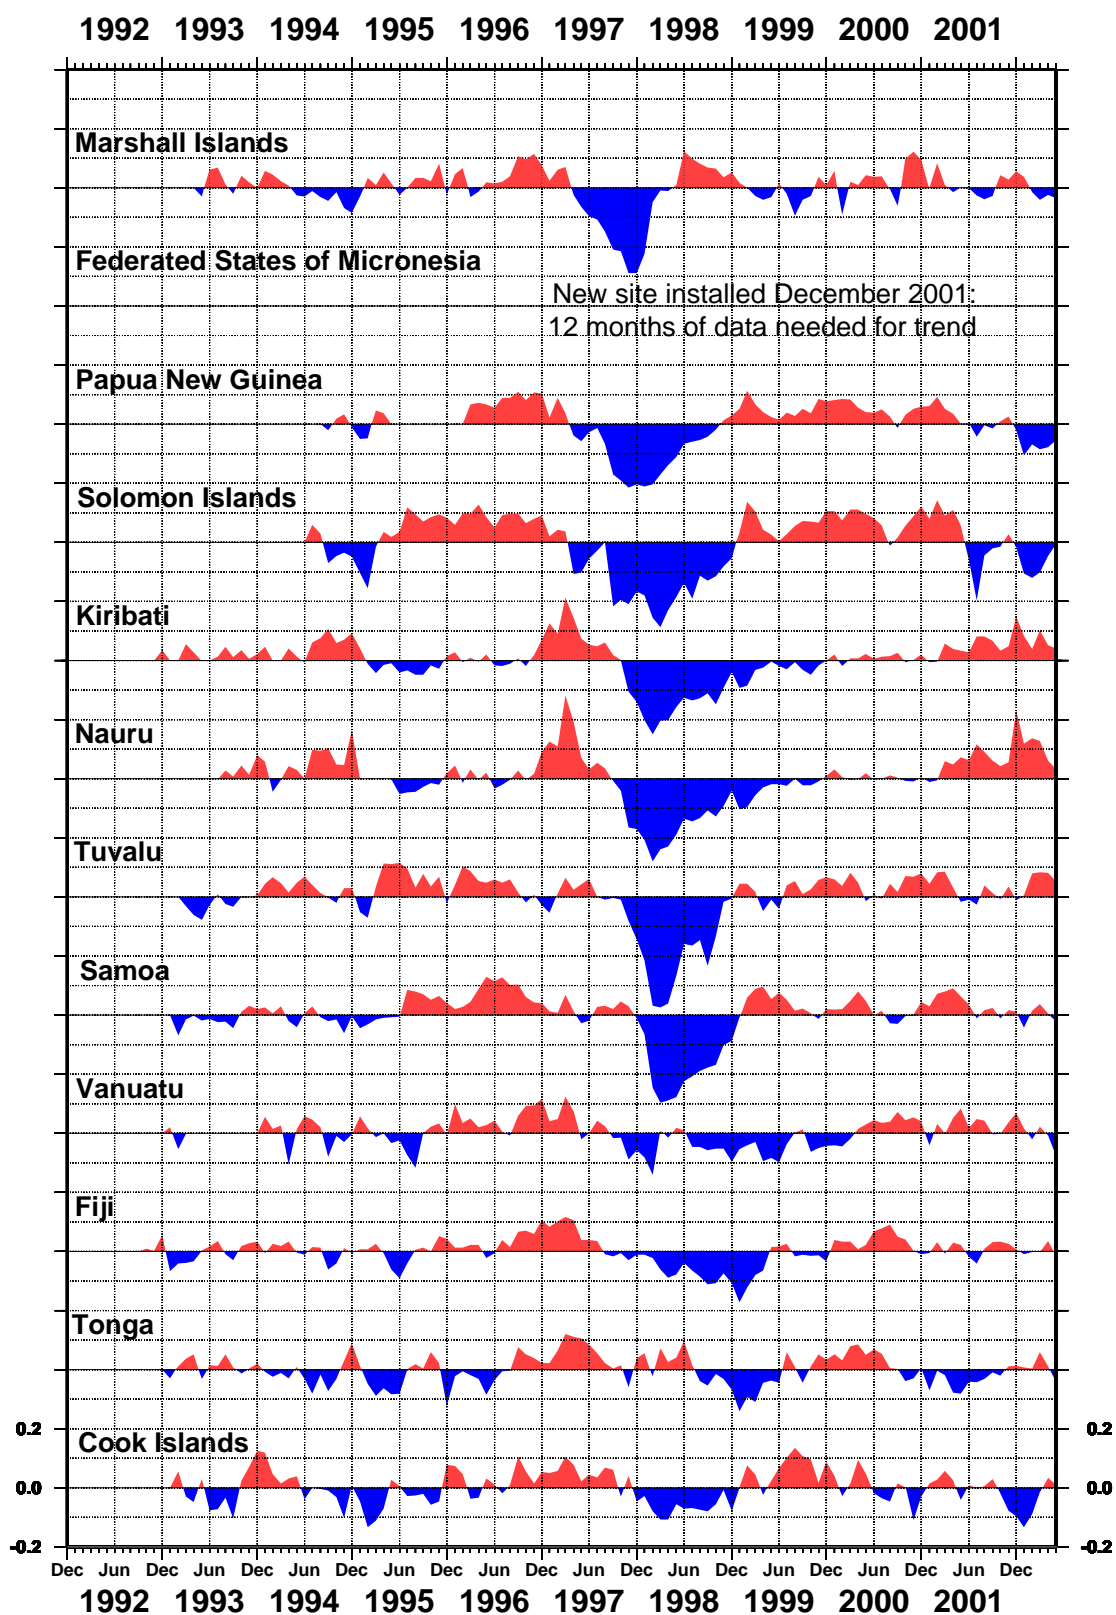 1992 1993 1994 1995 1996 1997 1998 1999 2000 2001
Marshall Islands
Federated States of Micronesia
New site installed December 2001:
12 months of data needed for trend
Papua New Guinea
Solomon Islands
Kiribati
Nauru
Tuvalu
Samoa
Vanuatu
Fiji
Tonga
0.2 0.2
Cook Islands
0.0 0.0
-0.2 -0.2
Dec Jun Dec Jun Dec Jun Dec Jun Dec Jun Dec Jun Dec Jun Dec Jun Dec Jun Dec Jun Dec
1992 1993 1994 1995 1996 1997 1998 1999 2000 2001